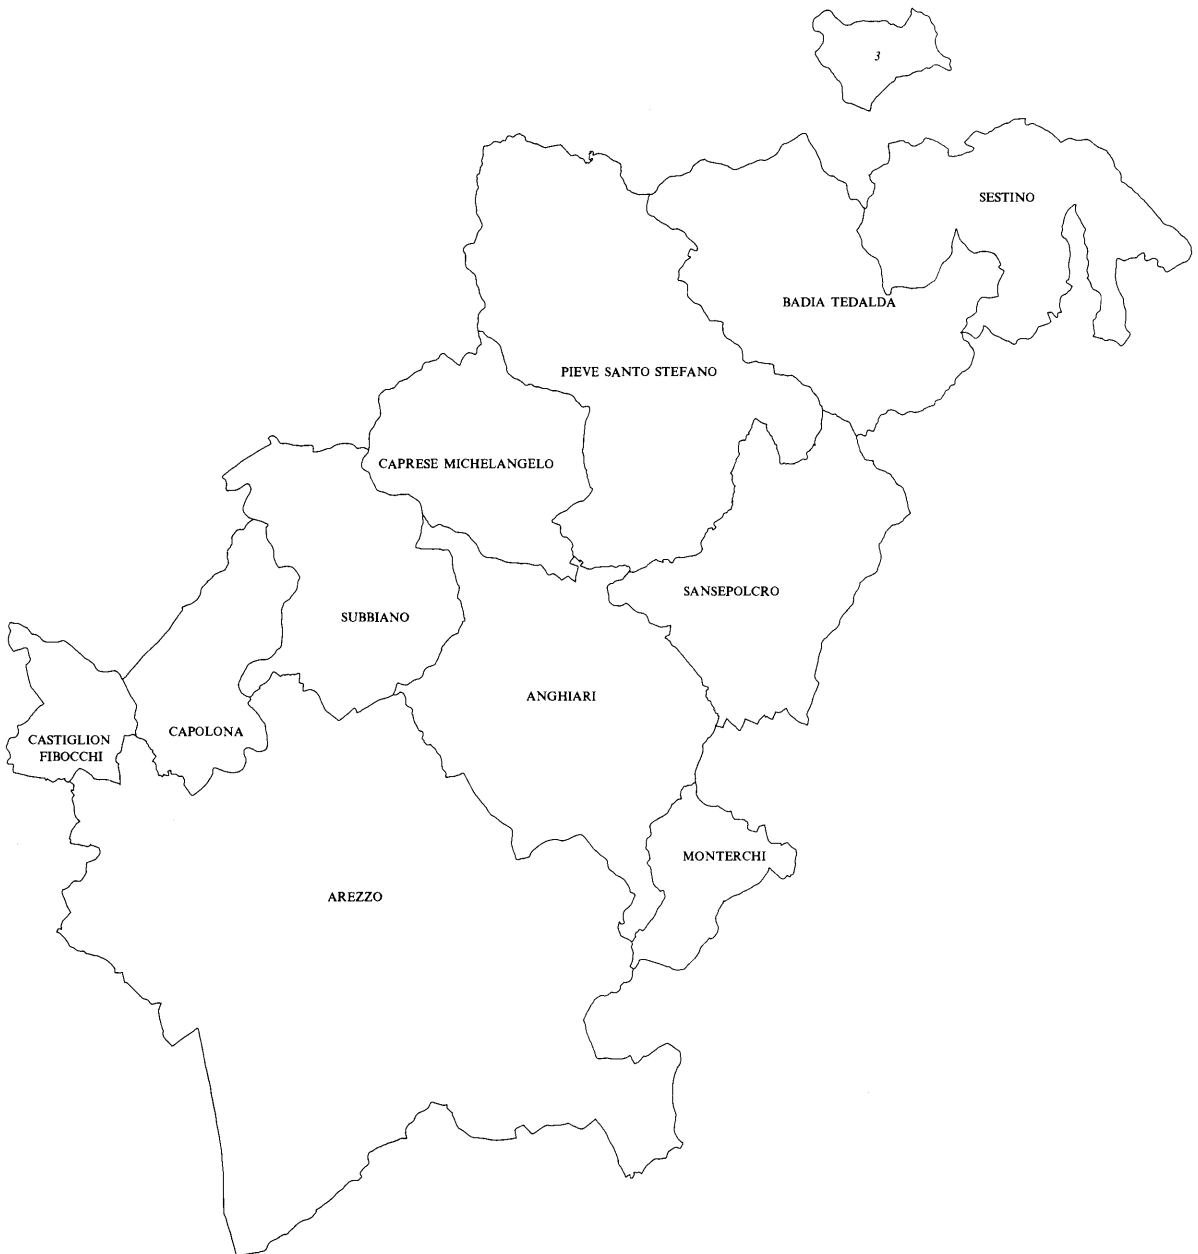 3
SESTINO
BADIA TEDALDA
PIEVE SANTO STEFANO
CAPRESE MICHELANGELO
SANSEPOLCRO
SUBBIANO
ANGHIARI
CAPOLONA
CASTIGLION
FIBOCCHI
MONTERCHI
AREZZO